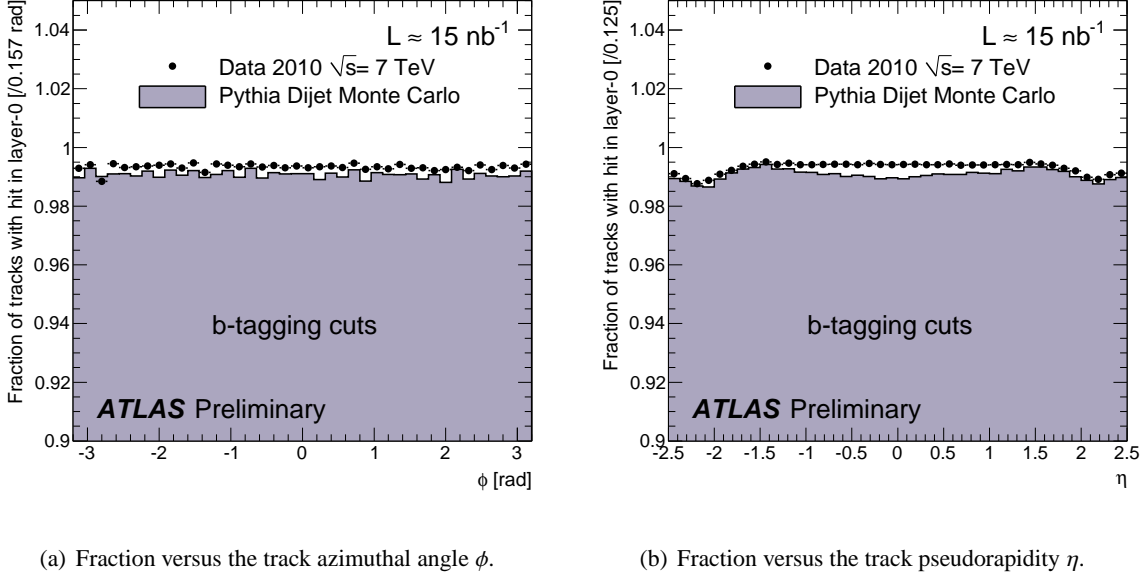 Fraction of tracks with hit in layer-0 [/0.157 rad]
1.04
1.02
1
0.98
0.96
0.94
0.92
0.9
L ≈ 15 nb⁻¹
Data 2010 √s= 7 TeV
Pythia Dijet Monte Carlo
b-tagging cuts
ATLAS Preliminary
-3 -2 -1 0 1 2 3
ϕ [rad]
(a) Fraction versus the track azimuthal angle ϕ.
Fraction of tracks with hit in layer-0 [/0.125]
1.04
1.02
1
0.98
0.96
0.94
0.92
0.9
L ≈ 15 nb⁻¹
Data 2010 √s= 7 TeV
Pythia Dijet Monte Carlo
b-tagging cuts
ATLAS Preliminary
-2.5 -2 -1.5 -1 -0.5 0 0.5 1 1.5 2 2.5
η
(b) Fraction versus the track pseudorapidity η.